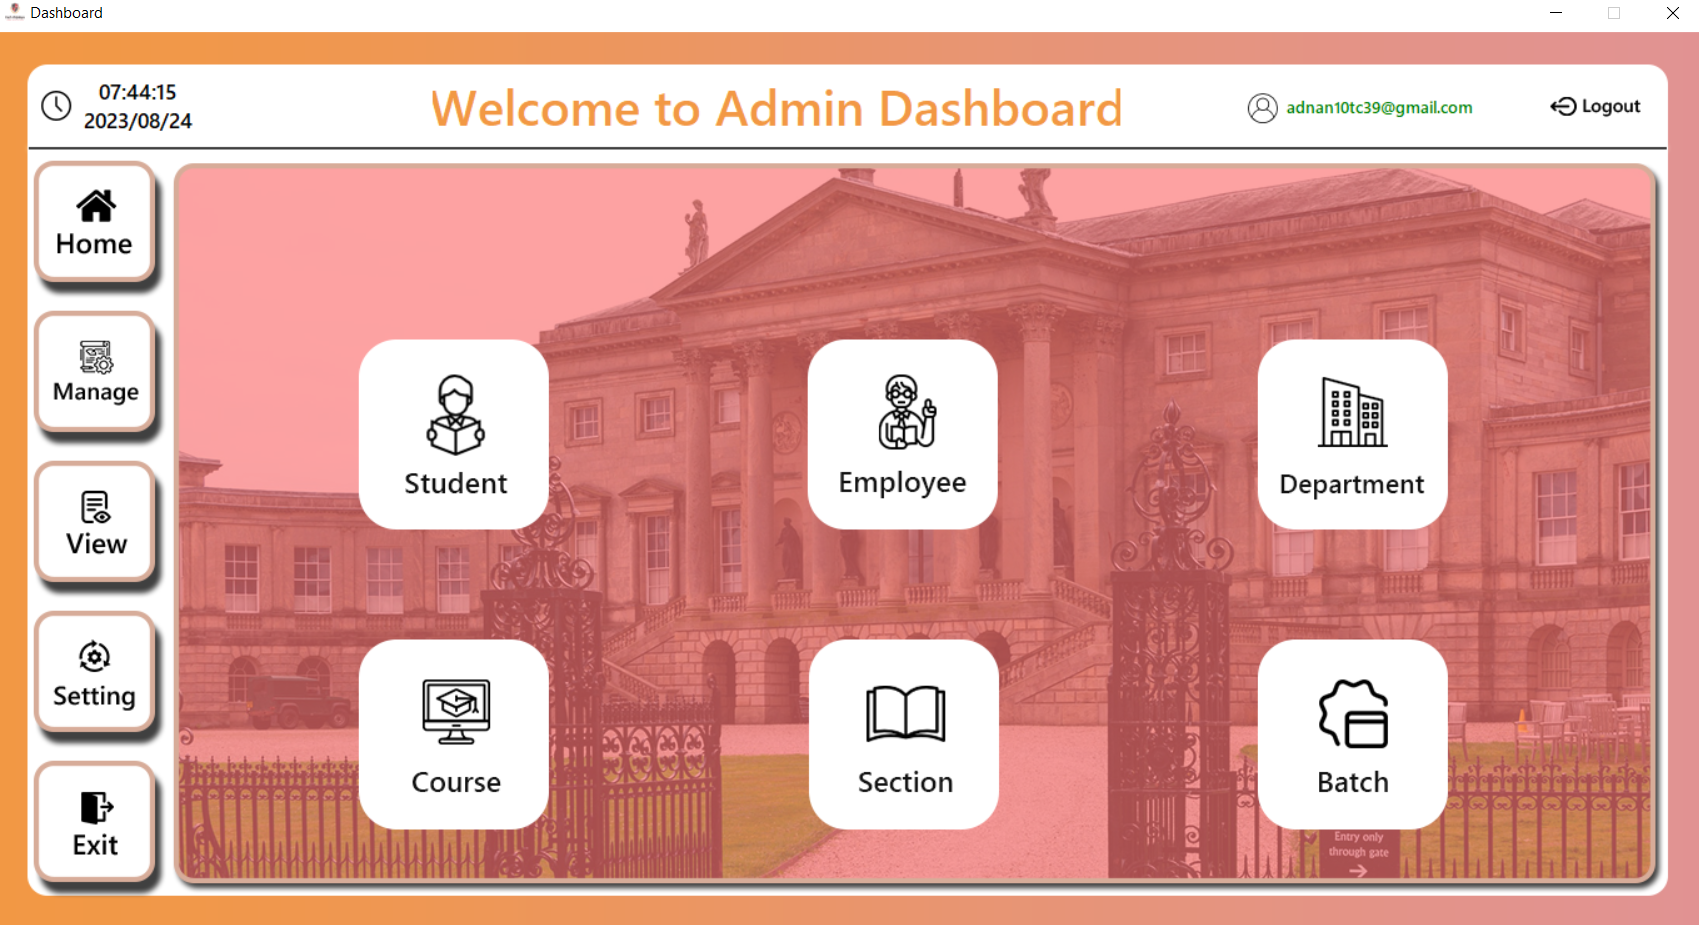 Dashboard
07:44:15
2023/08/24
Welcome to Admin Dashboard
adnan10tc39@gmail.com
Logout
Home
Manage
View
Setting
Exit
Student
Employee
Department
Course
Section
Batch
Entry only
through gate